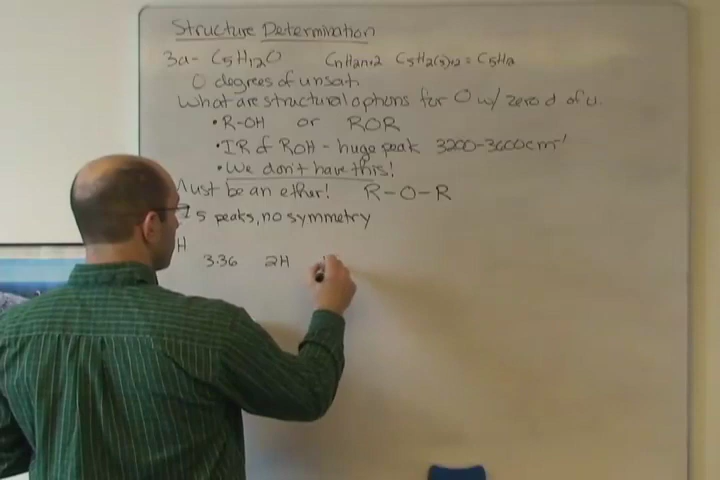 Structure Determination
3a- C5H12O CnH2n+2 C5H2(5)+2 = C5H12
0 degrees of unsat.
What are structural options for O w/ zero d of u.
• R-OH or ROR
• IR of ROH - huge peak 3200-3600cm-1
• We don't have this!
Must be an ether! R-O-R
5 peaks, no symmetry
H
3.36 2H